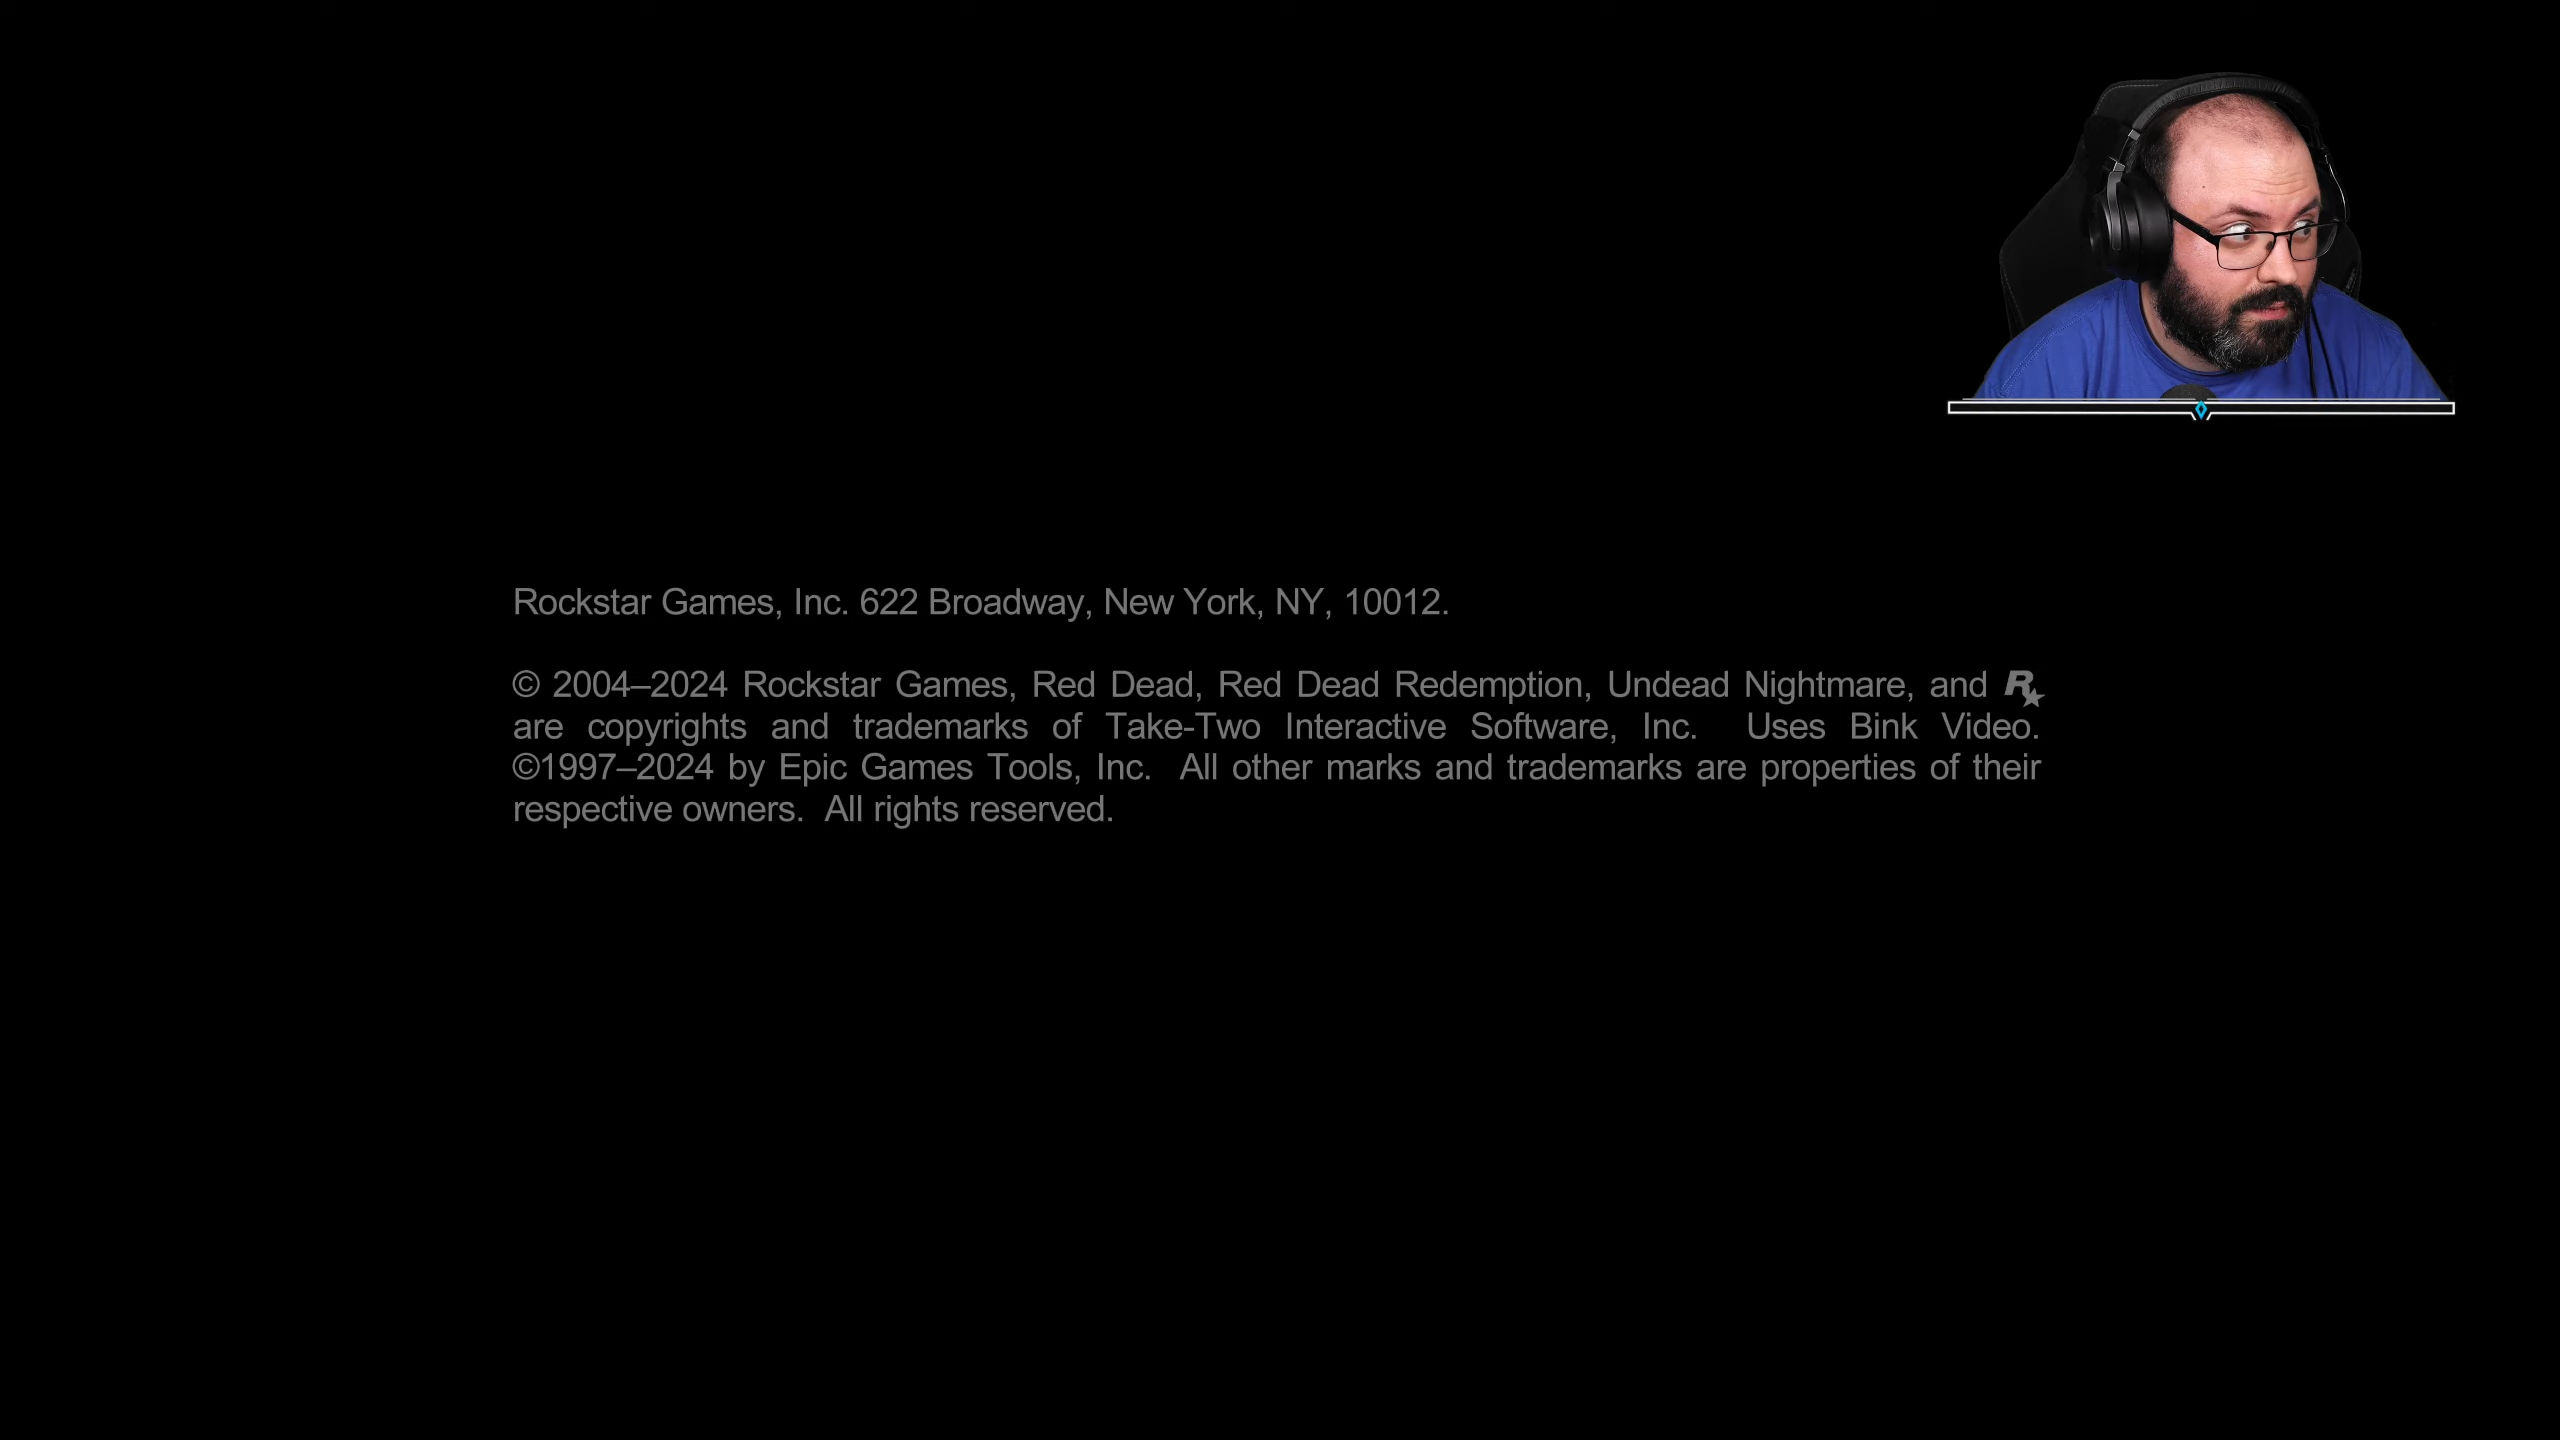 Rockstar Games, Inc. 622 Broadway, New York, NY, 10012.
© 2004–2024 Rockstar Games, Red Dead, Red Dead Redemption, Undead Nightmare, and R★
are copyrights and trademarks of Take-Two Interactive Software, Inc.  Uses Bink Video.
©1997–2024 by Epic Games Tools, Inc.  All other marks and trademarks are properties of their
respective owners.  All rights reserved.